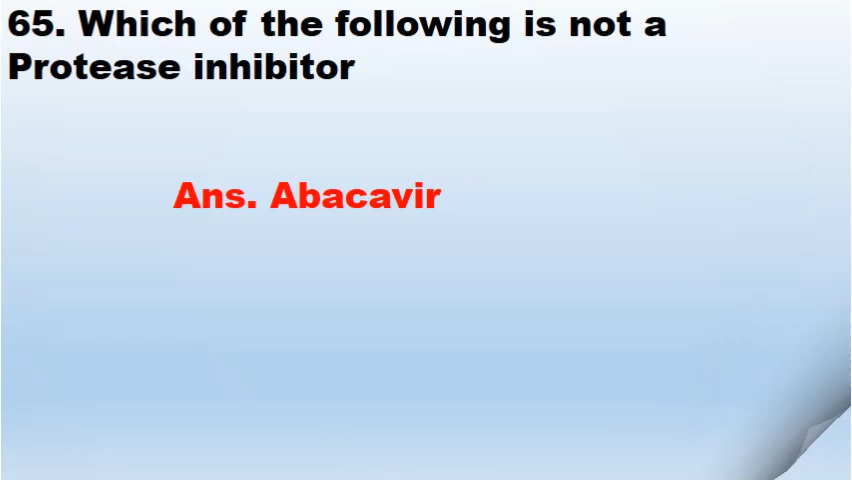 65. Which of the following is not a
Protease inhibitor
Ans. Abacavir